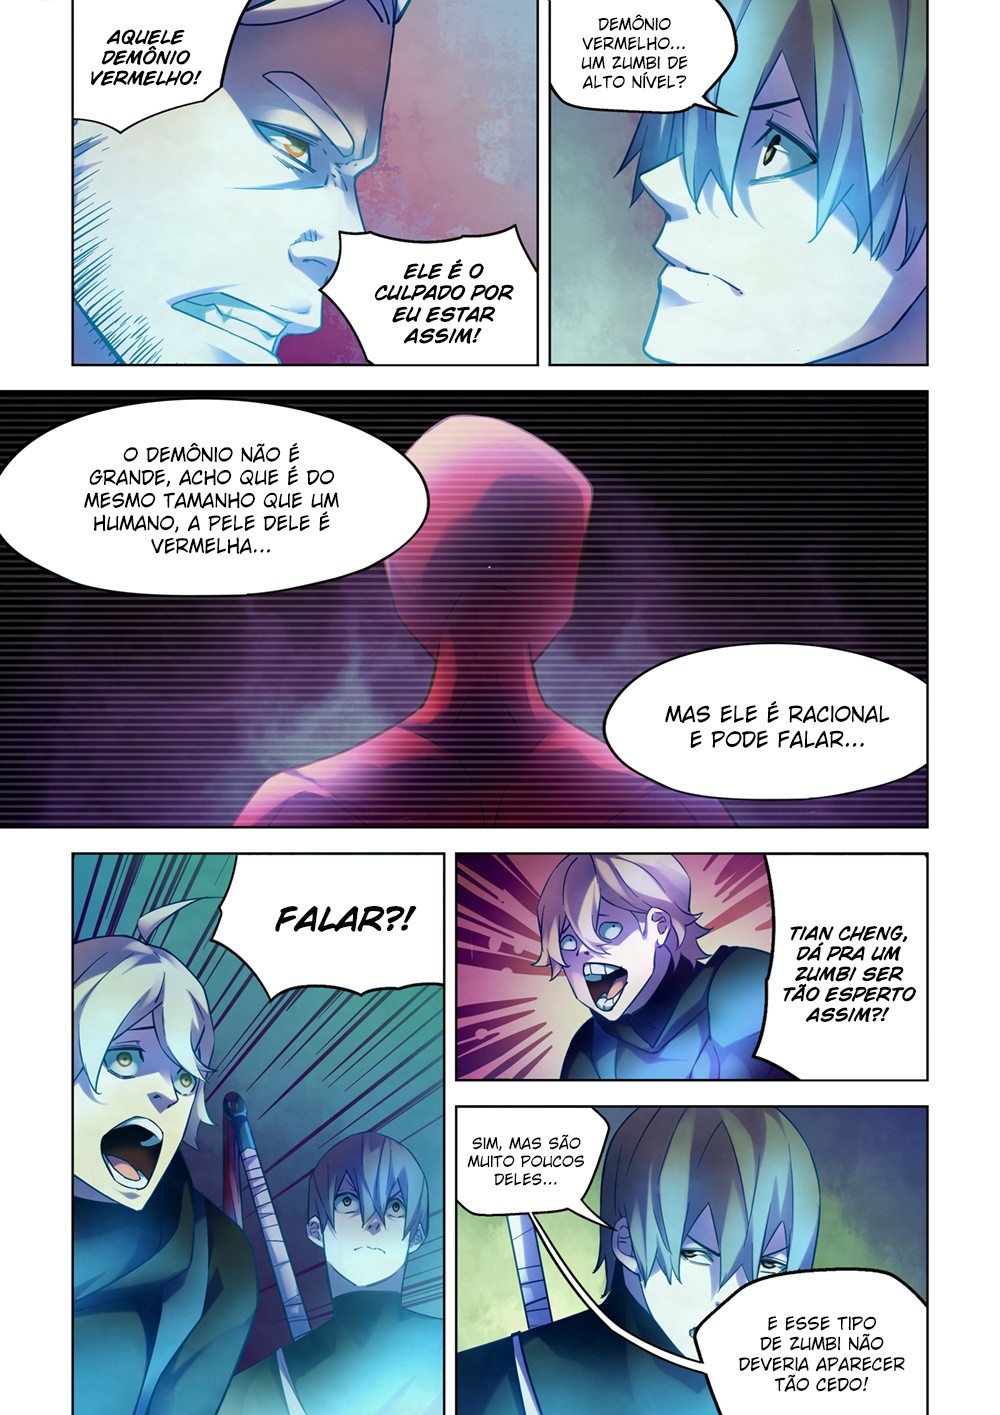 AQUELE
DEMÔNIO
VERMELHO!
DEMÔNIO
VERMELHO...
UM ZUMBI DE
ALTO NÍVEL?
ELE É O
CULPADO POR
EU ESTAR
ASSIM!
O DEMÔNIO NÃO É
GRANDE, ACHO QUE É DO
MESMO TAMANHO QUE UM
HUMANO, A PELE DELE É
VERMELHA...
MAS ELE É RACIONAL
E PODE FALAR...
FALAR?!
TIAN CHENG,
DÁ PRA UM
ZUMBI SER
TÃO ESPERTO
ASSIM?!
SIM, MAS SÃO
MUITO POUCOS
DELES...
E ESSE TIPO
DE ZUMBI NÃO
DEVERIA APARECER
TÃO CEDO!